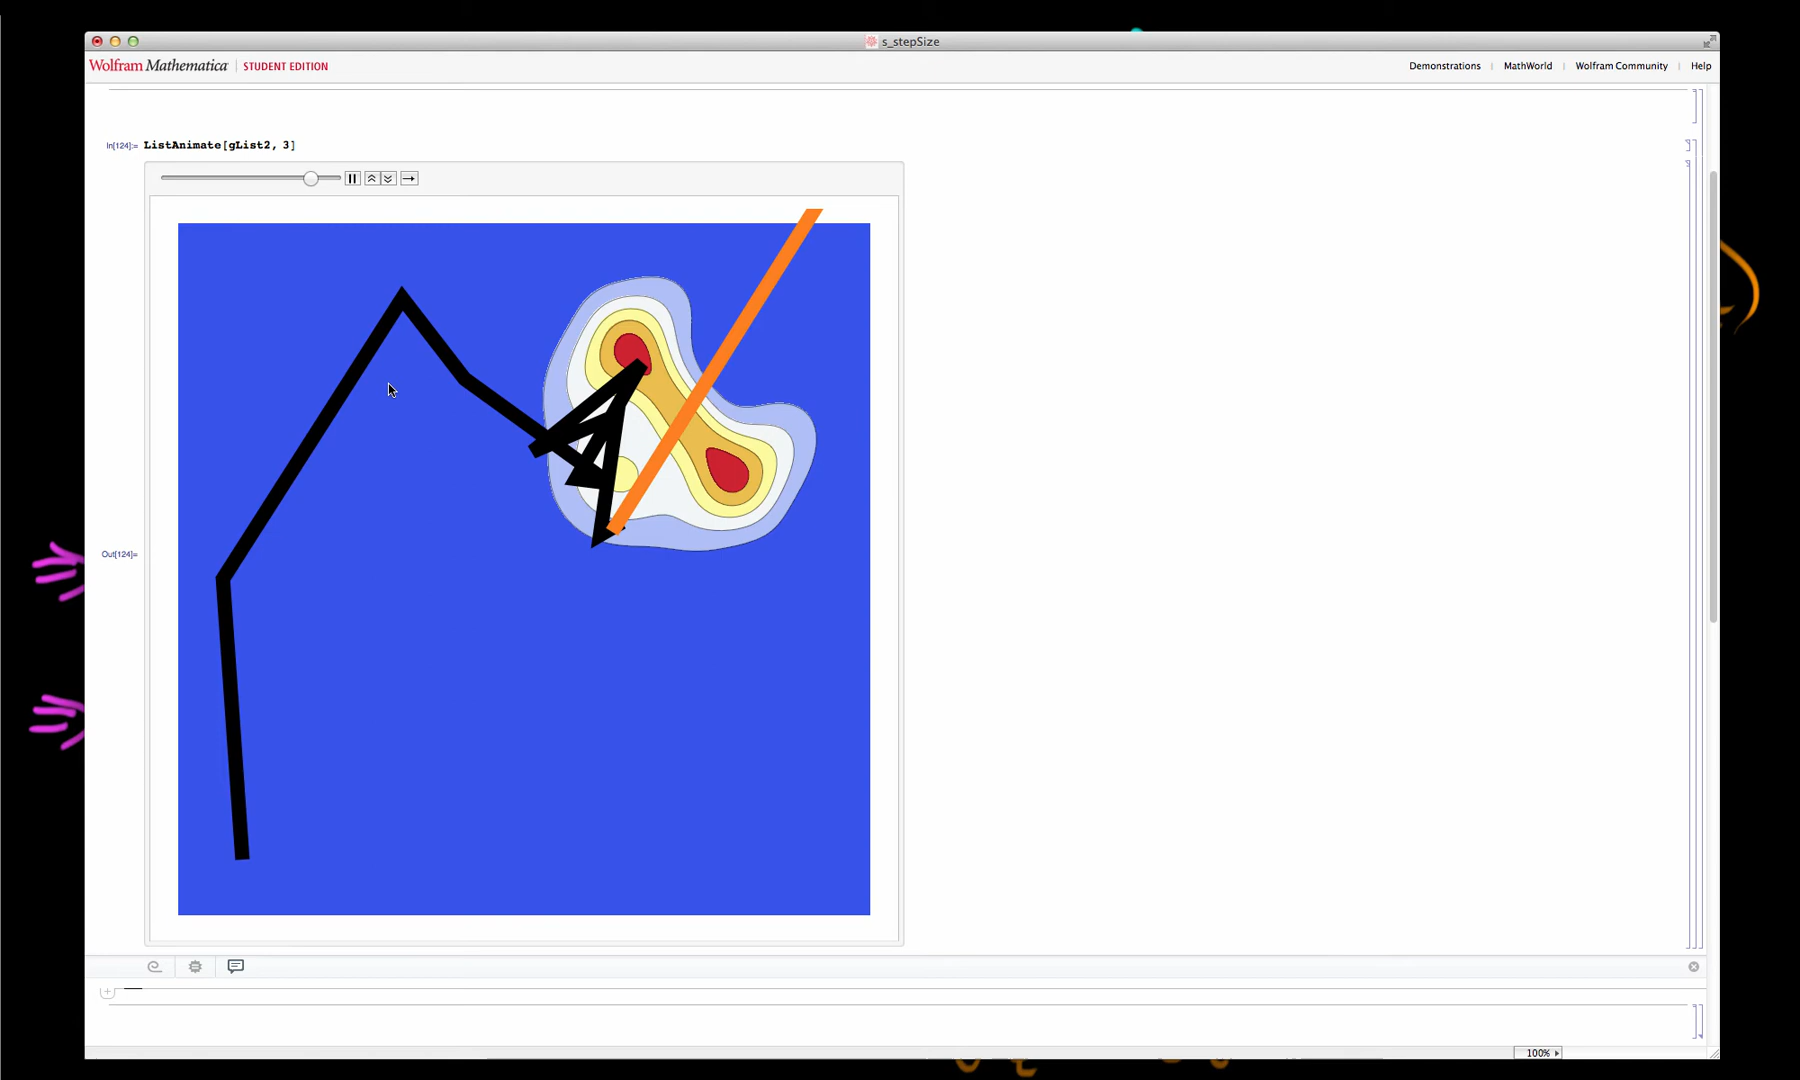 s_stepSize
Wolfram Mathematica | STUDENT EDITION
Demonstrations | MathWorld | Wolfram Community | Help
In[124]:= ListAnimate[gList2, 3]
Out[124]=
100%